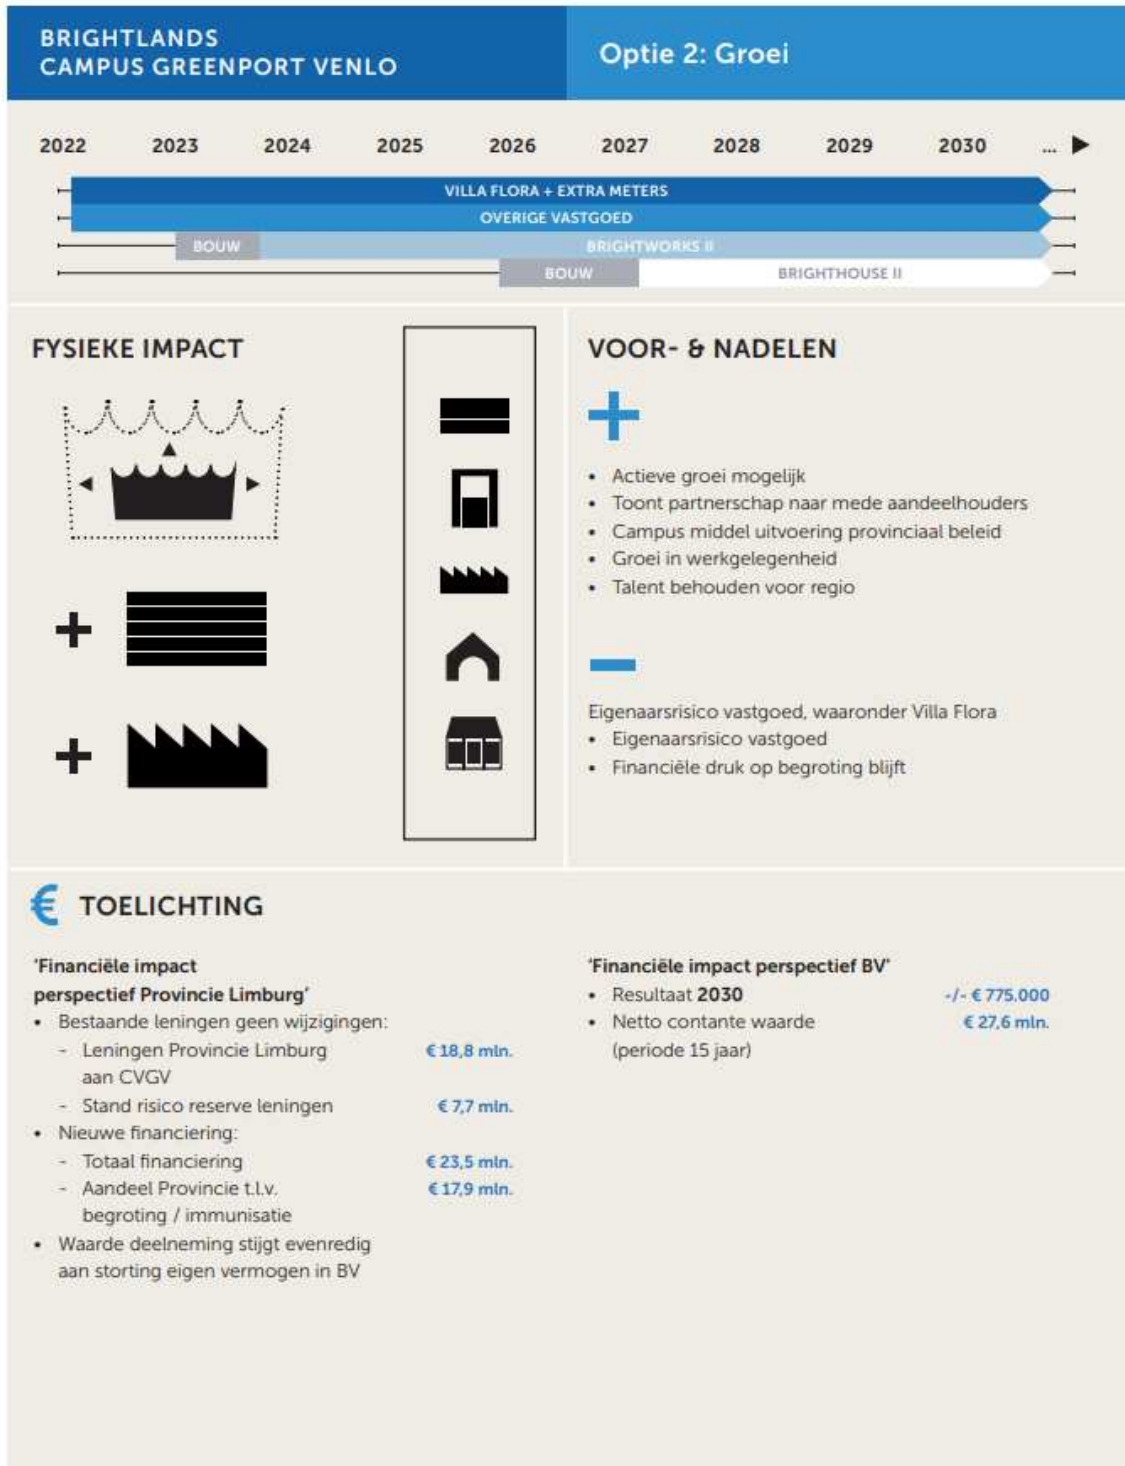 BRIGHTLANDS
CAMPUS GREENPORT VENLO
Optie 2: Groei
2022 2023 2024 2025 2026 2027 2028 2029 2030 ...
VILLA FLORA + EXTRA METERS
OVERIGE VASTGOED
BOUW BRIGHTWORKS II
BOUW BRIGHTHOUSE II
FYSIEKE IMPACT
+
+
VOOR- & NADELEN
+
• Actieve groei mogelijk
• Toont partnerschap naar mede aandeelhouders
• Campus middel uitvoering provinciaal beleid
• Groei in werkgelegenheid
• Talent behouden voor regio
–
Eigenaarsrisico vastgoed, waaronder Villa Flora
• Eigenaarsrisico vastgoed
• Financiële druk op begroting blijft
€ TOELICHTING
'Financiële impact
perspectief Provincie Limburg'
• Bestaande leningen geen wijzigingen:
- Leningen Provincie Limburg € 18,8 mln.
aan CVGV
- Stand risico reserve leningen € 7,7 mln.
• Nieuwe financiering:
- Totaal financiering € 23,5 mln.
- Aandeel Provincie t.l.v. € 17,9 mln.
begroting / immunisatie
• Waarde deelneming stijgt evenredig
aan storting eigen vermogen in BV
'Financiële impact perspectief BV'
• Resultaat 2030 -/- € 775.000
• Netto contante waarde € 27,6 mln.
(periode 15 jaar)